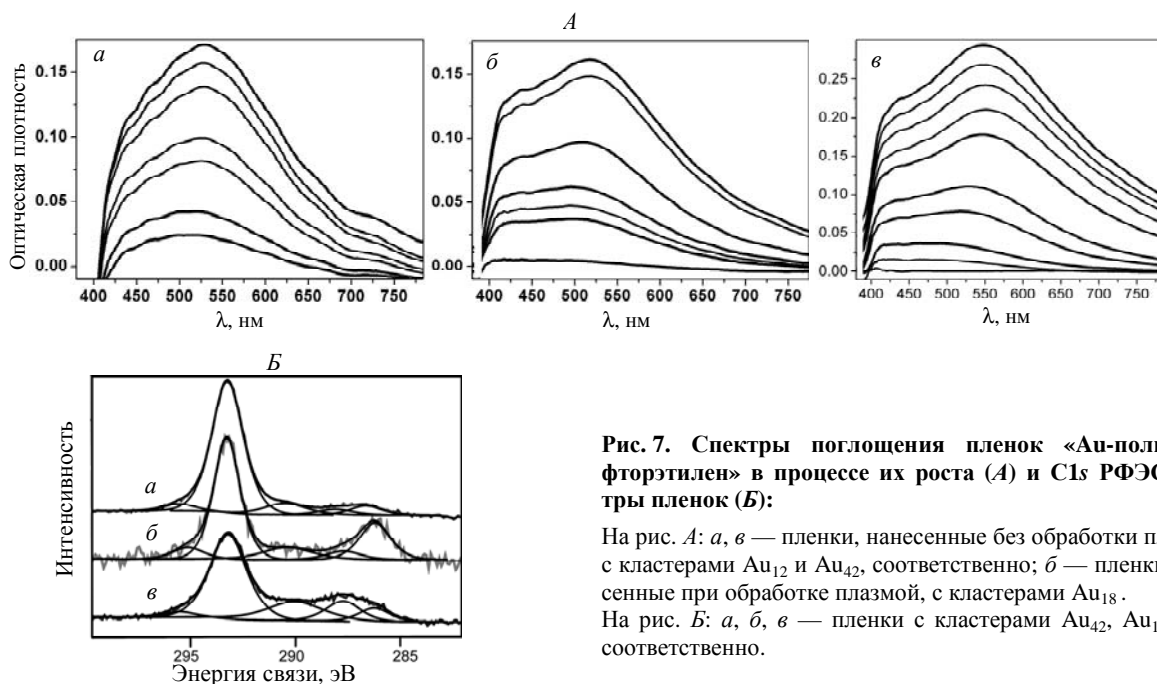 А
Оптическая плотность
а
0.15
0.10
0.05
0.00
400 450 500 550 600 650 700 750
λ, нм
б
0.15
0.10
0.05
0.00
400 450 500 550 600 650 700 750
λ, нм
в
0.25
0.20
0.15
0.10
0.05
0.00
400 450 500 550 600 650 700 750
λ, нм
Б
Интенсивность
а
б
в
295 290 285
Энергия связи, эВ
Рис. 7. Спектры поглощения пленок «Au-поли
фторэтилен» в процессе их роста (А) и C1s РФЭС
тры пленок (Б):
На рис. А: а, в — пленки, нанесенные без обработки п
с кластерами Au12 и Au42, соответственно; б — пленки
сенные при обработке плазмой, с кластерами Au18 .
На рис. Б: а, б, в — пленки с кластерами Au42, Au1
соответственно.